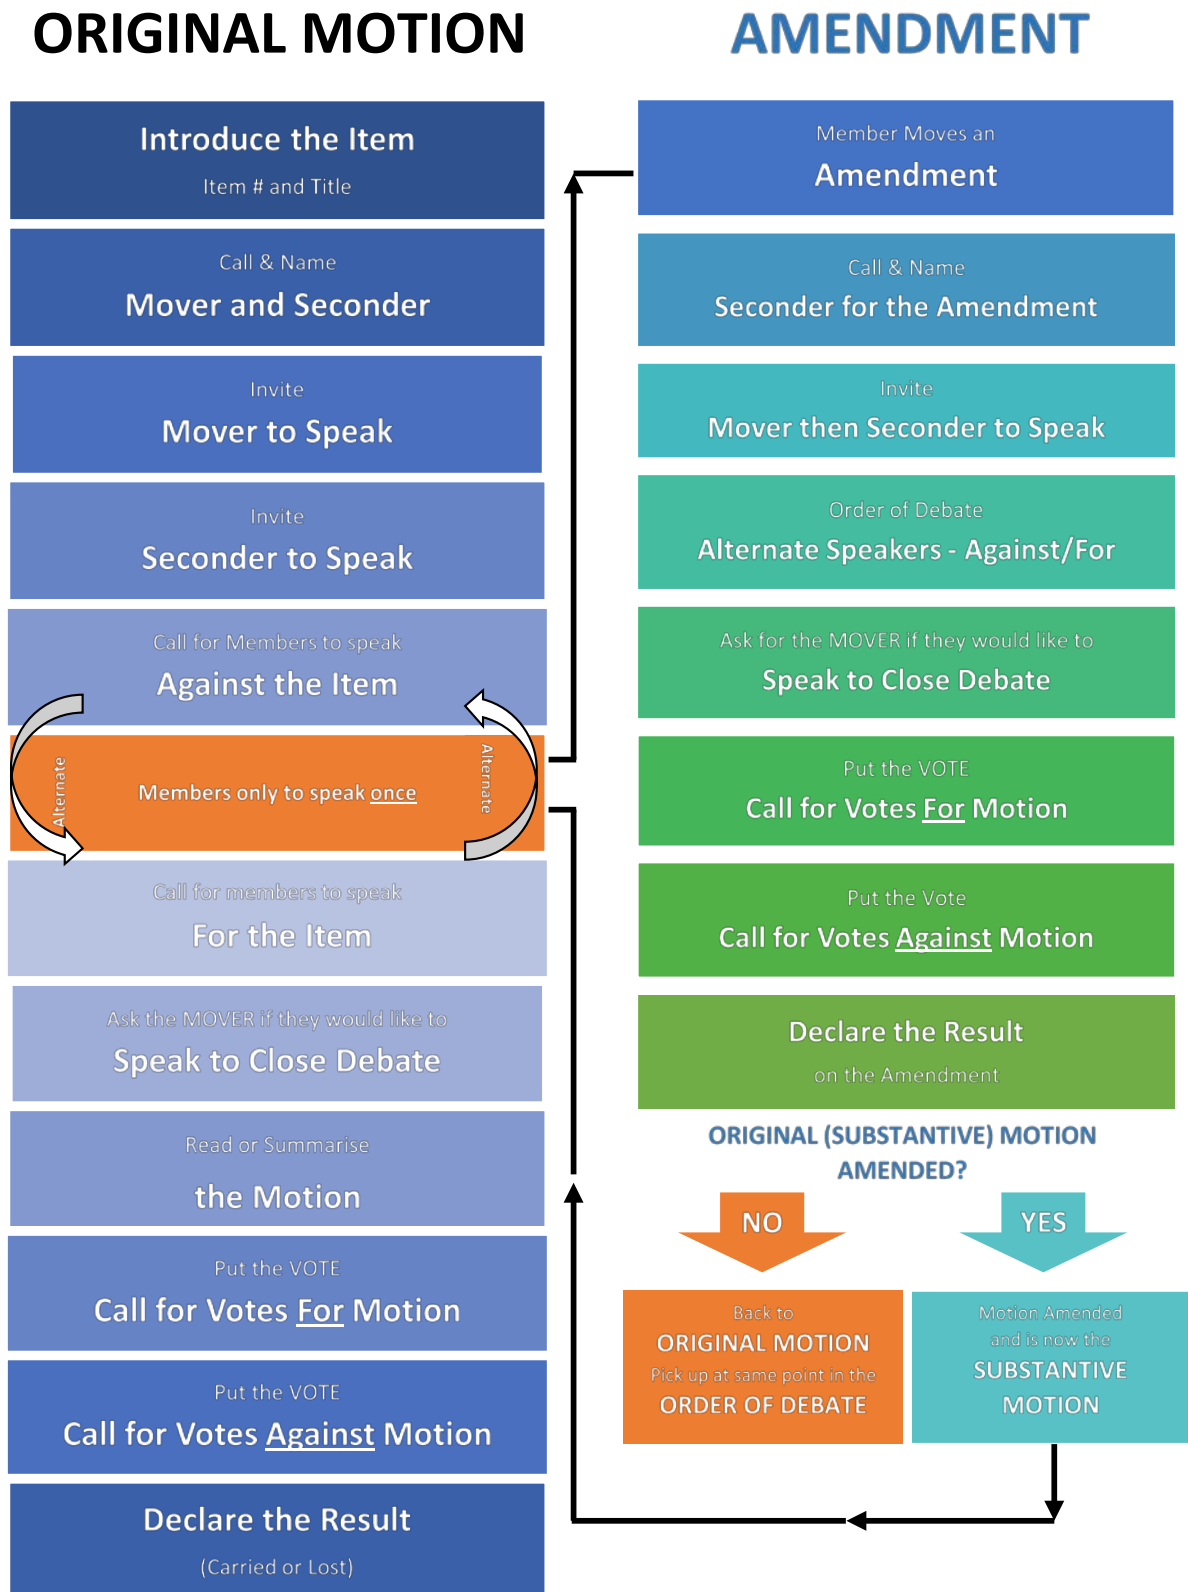 ORIGINAL MOTION
Introduce the Item
Item # and Title
Call & Name
Mover and Seconder
Invite
Mover to Speak
Invite
Seconder to Speak
Call for Members to speak
Against the Item
Alternate
Members only to speak once
Alternate
Call for members to speak
For the Item
Ask the MOVER if they would like to
Speak to Close Debate
Read or Summarise
the Motion
Put the VOTE
Call for Votes For Motion
Put the VOTE
Call for Votes Against Motion
Declare the Result
(Carried or Lost)
AMENDMENT
Member Moves an
Amendment
Call & Name
Seconder for the Amendment
Invite
Mover then Seconder to Speak
Order of Debate
Alternate Speakers - Against/For
Ask for the MOVER if they would like to
Speak to Close Debate
Put the VOTE
Call for Votes For Motion
Put the Vote
Call for Votes Against Motion
Declare the Result
on the Amendment
ORIGINAL (SUBSTANTIVE) MOTION
AMENDED?
NO
Back to
ORIGINAL MOTION
Pick up at same point in the
ORDER OF DEBATE
YES
Motion Amended
and is now the
SUBSTANTIVE
MOTION